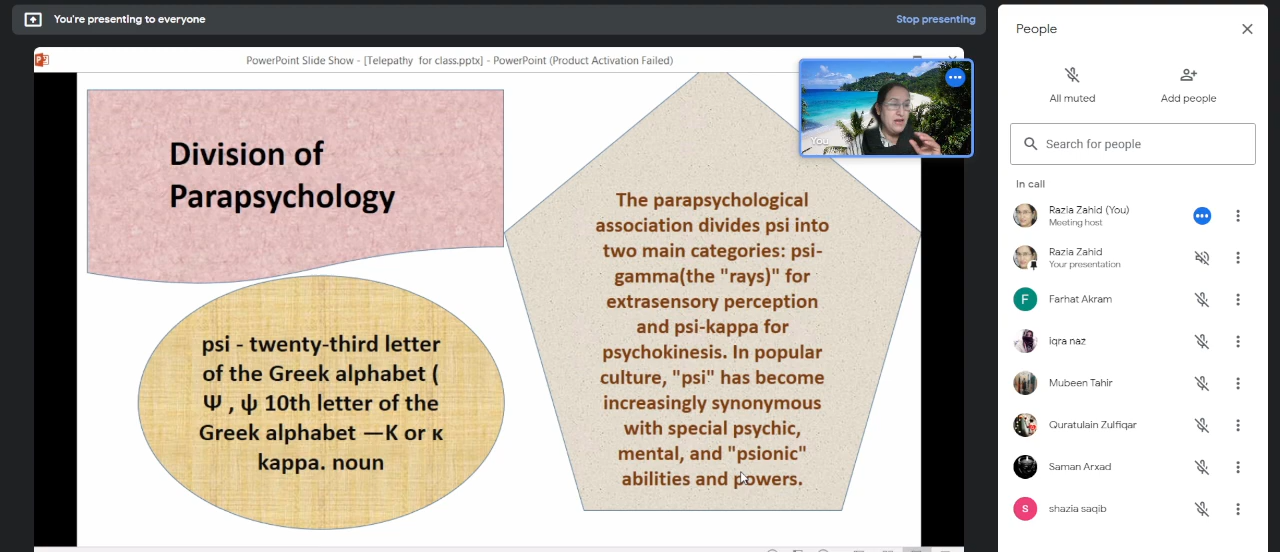 You're presenting to everyone
Stop presenting
PowerPoint Slide Show - [Telepathy for class.pptx] - PowerPoint (Product Activation Failed)
Division of
Parapsychology
psi - twenty-third letter
of the Greek alphabet (
Ψ , ψ 10th letter of the
Greek alphabet —K or κ
kappa. noun
The parapsychological
association divides psi into
two main categories: psi-
gamma(the "rays)" for
extrasensory perception
and psi-kappa for
psychokinesis. In popular
culture, "psi" has become
increasingly synonymous
with special psychic,
mental, and "psionic"
abilities and powers.
You
People
All muted
Add people
Search for people
In call
Razia Zahid (You)
Meeting host
Razia Zahid
Your presentation
F
Farhat Akram
iqra naz
Mubeen Tahir
Quratulain Zulfiqar
Saman Arxad
s
shazia saqib